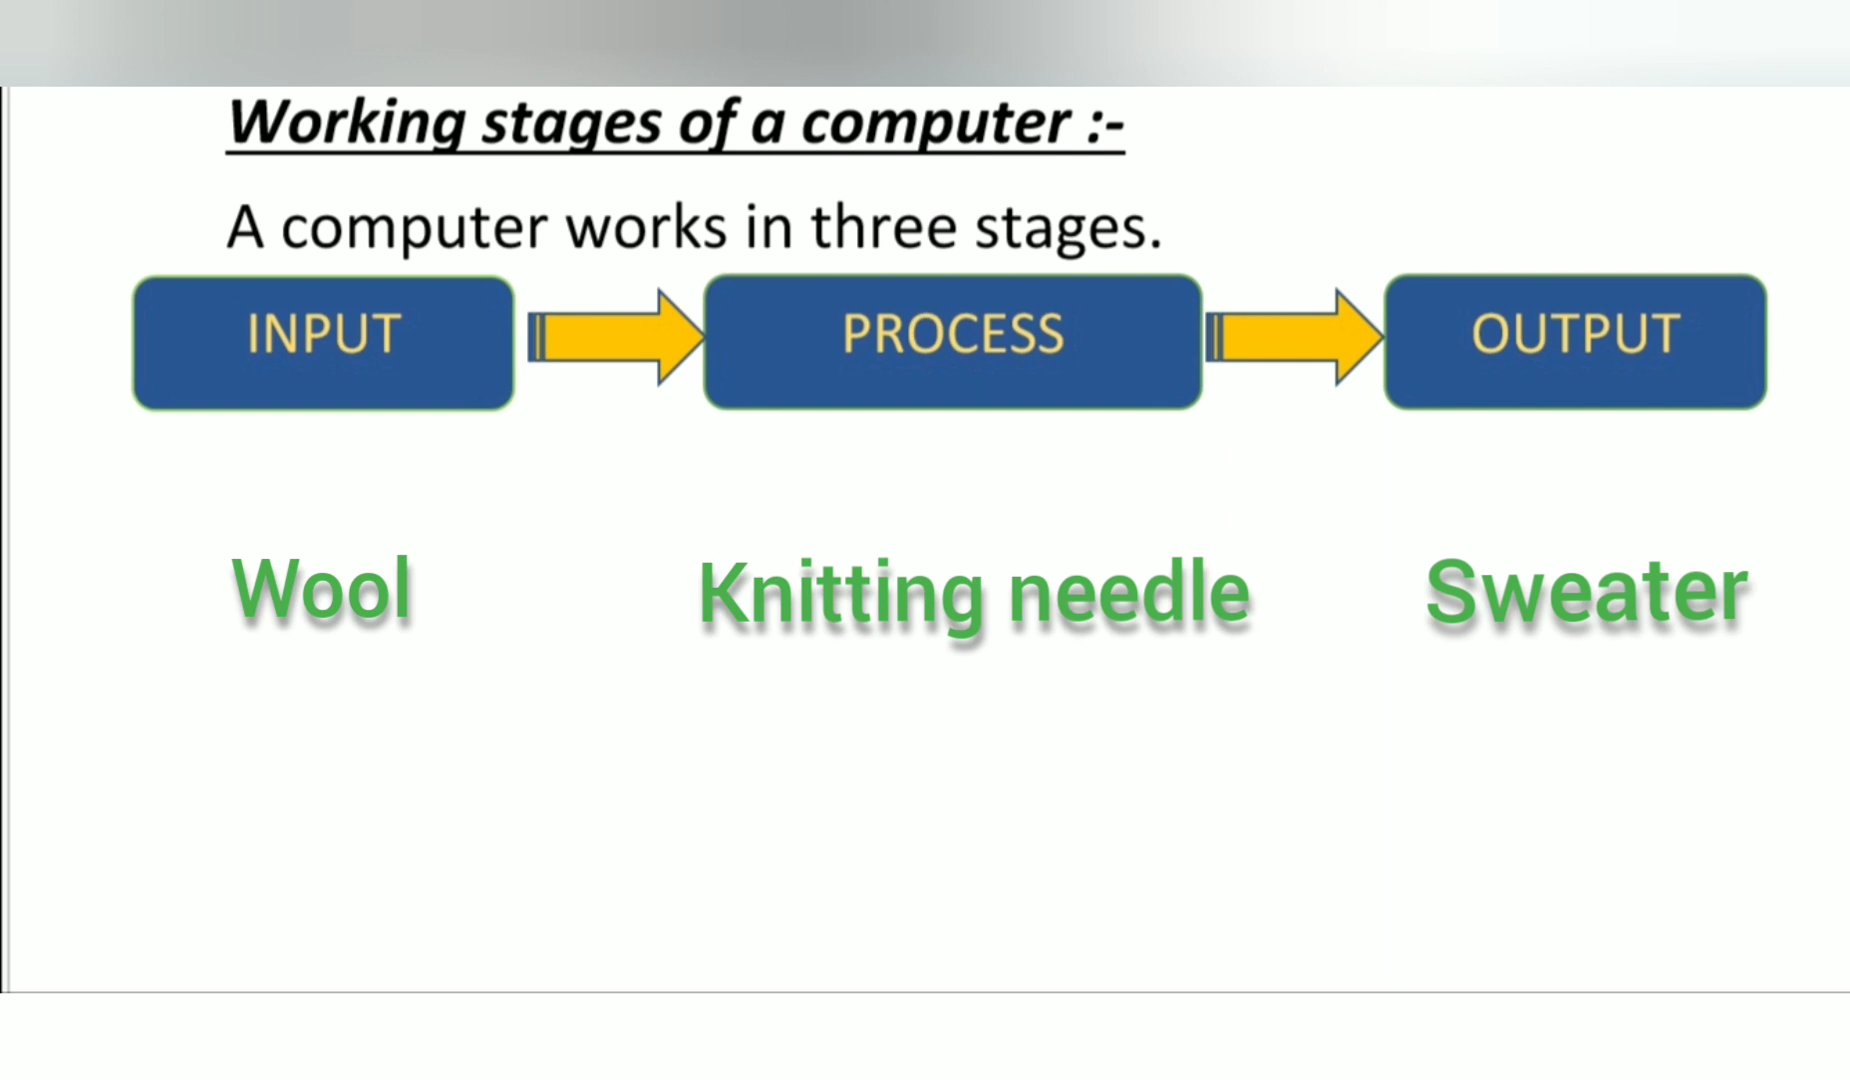 Working stages of a computer :-
A computer works in three stages.
INPUT PROCESS OUTPUT
Wool Knitting needle Sweater